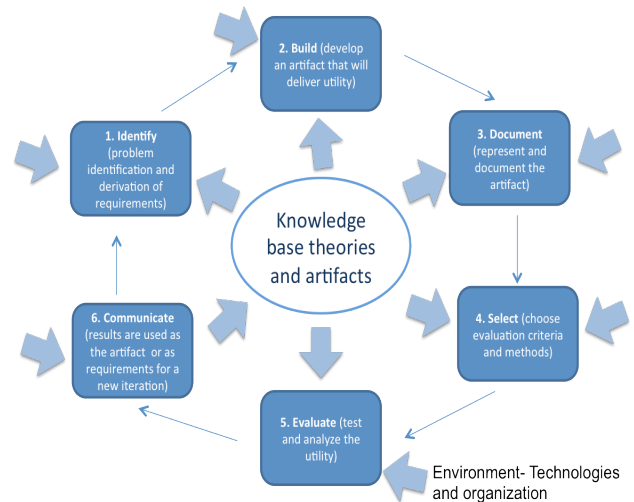 2. Build (develop
an artifact that will
deliver utility)
1. Identify
(problem
identification and
derivation of
requirements)
3. Document
(represent and
document the
artifact)
Knowledge
base theories
and artifacts
6. Communicate
(results are used as
the artifact or as
requirements for a
new iteration)
4. Select (choose
evaluation criteria
and methods)
5. Evaluate (test
and analyze the
utility)
Environment- Technologies
and organization